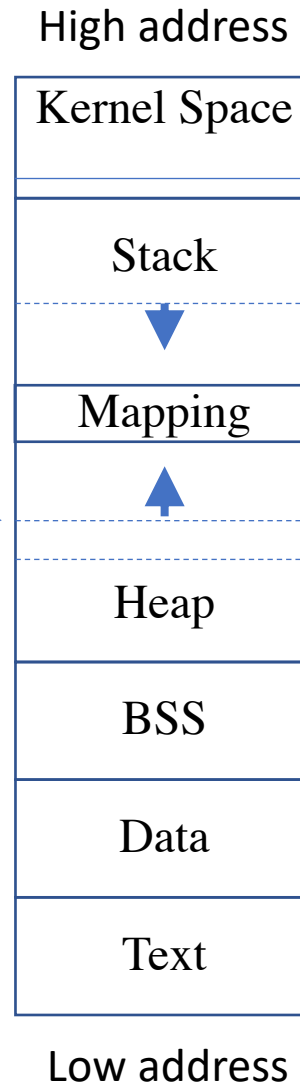 High address
Kernel Space
Stack
Mapping
Heap
BSS
Data
Text
Low address